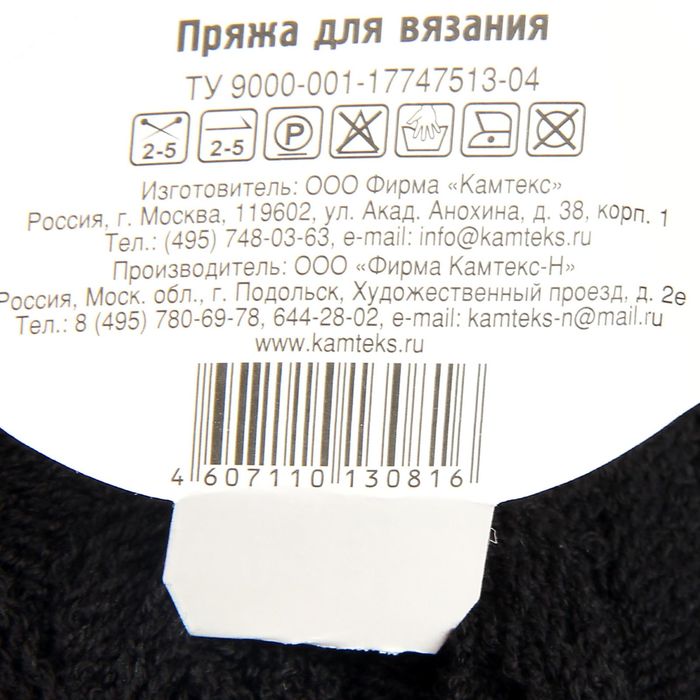 Пряжа для вязания
ТУ 9000-001-17747513-04
2-5 2-5 P
Изготовитель: ООО Фирма «Камтекс»
Россия, г. Москва, 119602, ул. Акад. Анохина, д. 38, корп. 1
Тел.: (495) 748-03-63, e-mail: info@kamteks.ru
Производитель: ООО «Фирма Камтекс-Н»
Россия, Моск. обл., г. Подольск, Художественный проезд, д. 2е
Тел.: 8 (495) 780-69-78, 644-28-02, e-mail: kamteks-n@mail.ru
www.kamteks.ru
4 607110 130816